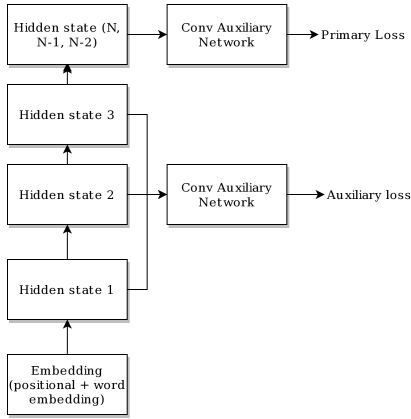 Hidden state (N,
N-1, N-2)
Conv Auxiliary
Network
Primary Loss
Hidden state 3
Hidden state 2
Conv Auxiliary
Network
Auxiliary loss
Hidden state 1
Embedding
(positional + word
embedding)